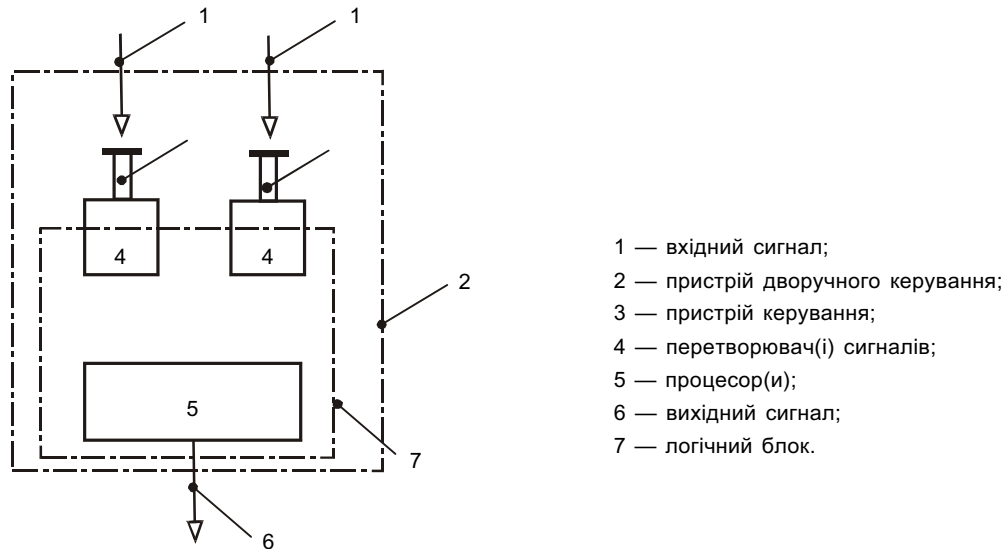 1 1
4 4
2
5
7
6
1 — вхідний сигнал;
2 — пристрій дворучного керування;
3 — пристрій керування;
4 — перетворювач(і) сигналів;
5 — процесор(и);
6 — вихідний сигнал;
7 — логічний блок.